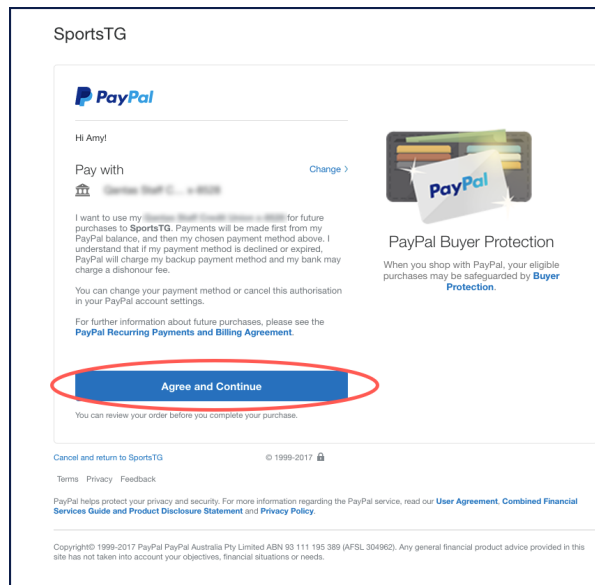 SportsTG
PayPal
Hi Amy!
Pay with
Change >
I want to use my for future
purchases to SportsTG. Payments will be made first from my
PayPal balance, and then my chosen payment method above. I
understand that if my payment method is declined or expired,
PayPal will charge my backup payment method and my bank may
charge a dishonour fee.
You can change your payment method or cancel this authorisation
in your PayPal account settings.
For further information about future purchases, please see the
PayPal Recurring Payments and Billing Agreement.
Agree and Continue
You can review your order before you complete your purchase.
PayPal
PayPal Buyer Protection
When you shop with PayPal, your eligible
purchases may be safeguarded by Buyer
Protection.
Cancel and return to SportsTG
© 1999-2017
Terms Privacy Feedback
PayPal helps protect your privacy and security. For more information regarding the PayPal service, read our User Agreement, Combined Financial
Services Guide and Product Disclosure Statement and Privacy Policy.
Copyright© 1999-2017 PayPal PayPal Australia Pty Limited ABN 93 111 195 389 (AFSL 304962). Any general financial product advice provided in this
site has not taken into account your objectives, financial situations or needs.